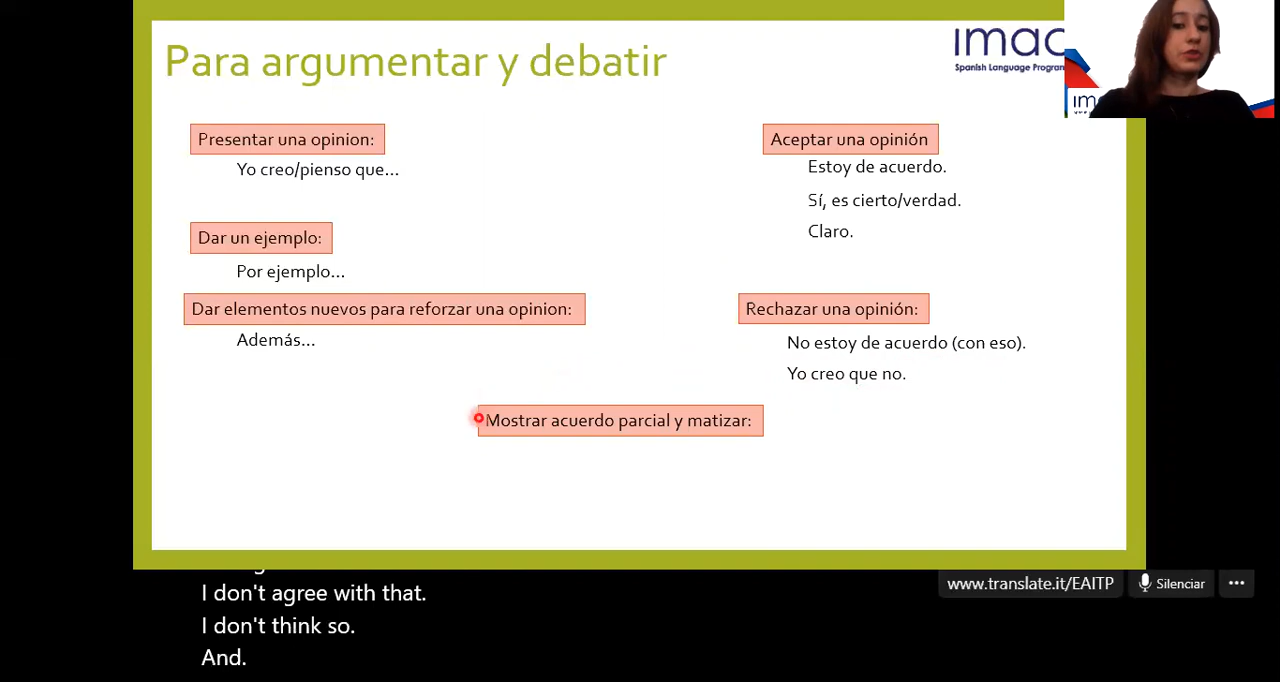 Para argumentar y debatir
imac
Spanish Language Program
Presentar una opinion:
Yo creo/pienso que...
Dar un ejemplo:
Por ejemplo...
Dar elementos nuevos para reforzar una opinion:
Además...
Aceptar una opinión
Estoy de acuerdo.
Sí, es cierto/verdad.
Claro.
Rechazar una opinión:
No estoy de acuerdo (con eso).
Yo creo que no.
Mostrar acuerdo parcial y matizar:
I don't agree with that.
I don't think so.
And.
www.translate.it/EAITP
Silenciar